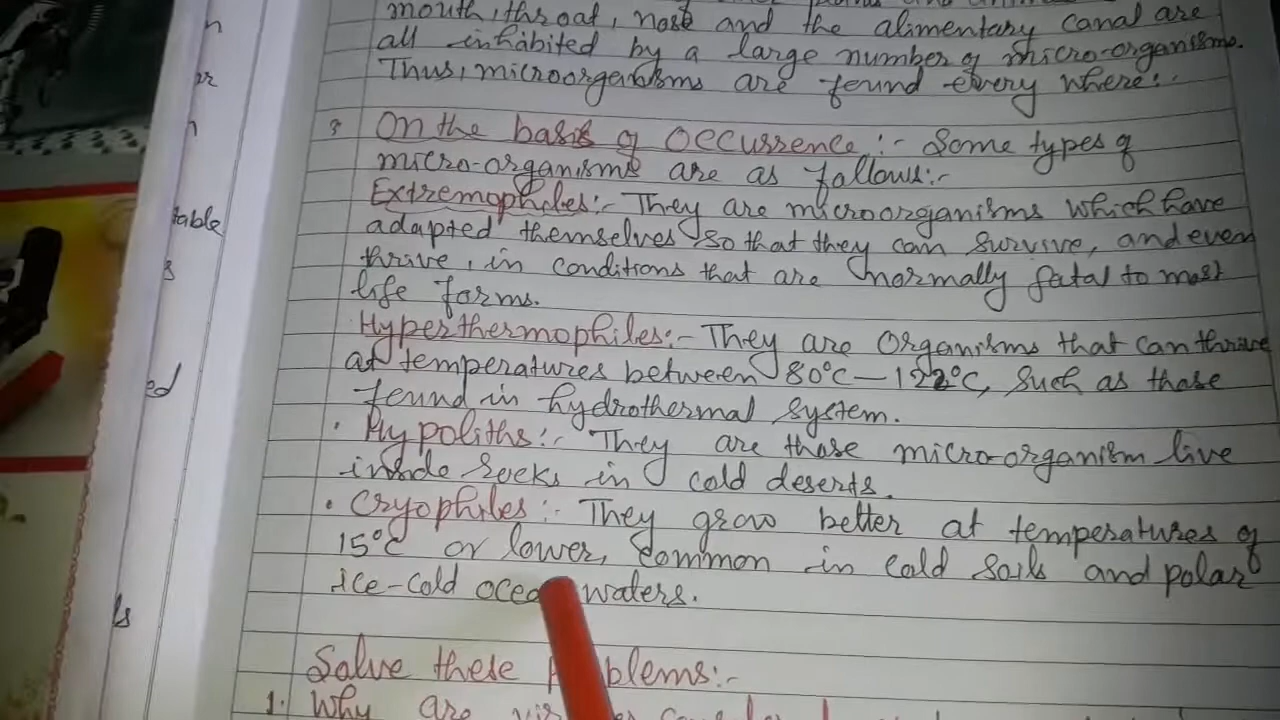 mouth, throat, nose and the alimentary canal are
all inhabited by a large number of micro-organisms.
Thus, microorganisms are found every where.
n
er
n
table
s
ed
ls
On the basis of Occussence :- Some types of
micro-organisms are as follows:-
Extremophiles:- They are microorganisms which have
adapted themselves so that they can survive, and even
thrive, in conditions that are normally fatal to most
life forms.
Hyperthermophiles:- They are Organisms that can thrive
at temperatures between 80°C – 122°C, such as those
found in hydrothermal system.
· Hypoliths:- They are those micro-organism live
inside rocks in cold deserts.
· Cryophiles:- They grow better at temperatures of
15°C or lower, common in cold soils and polar
ice-cold ocean waters.
Solve these Problems:-
1. Why are